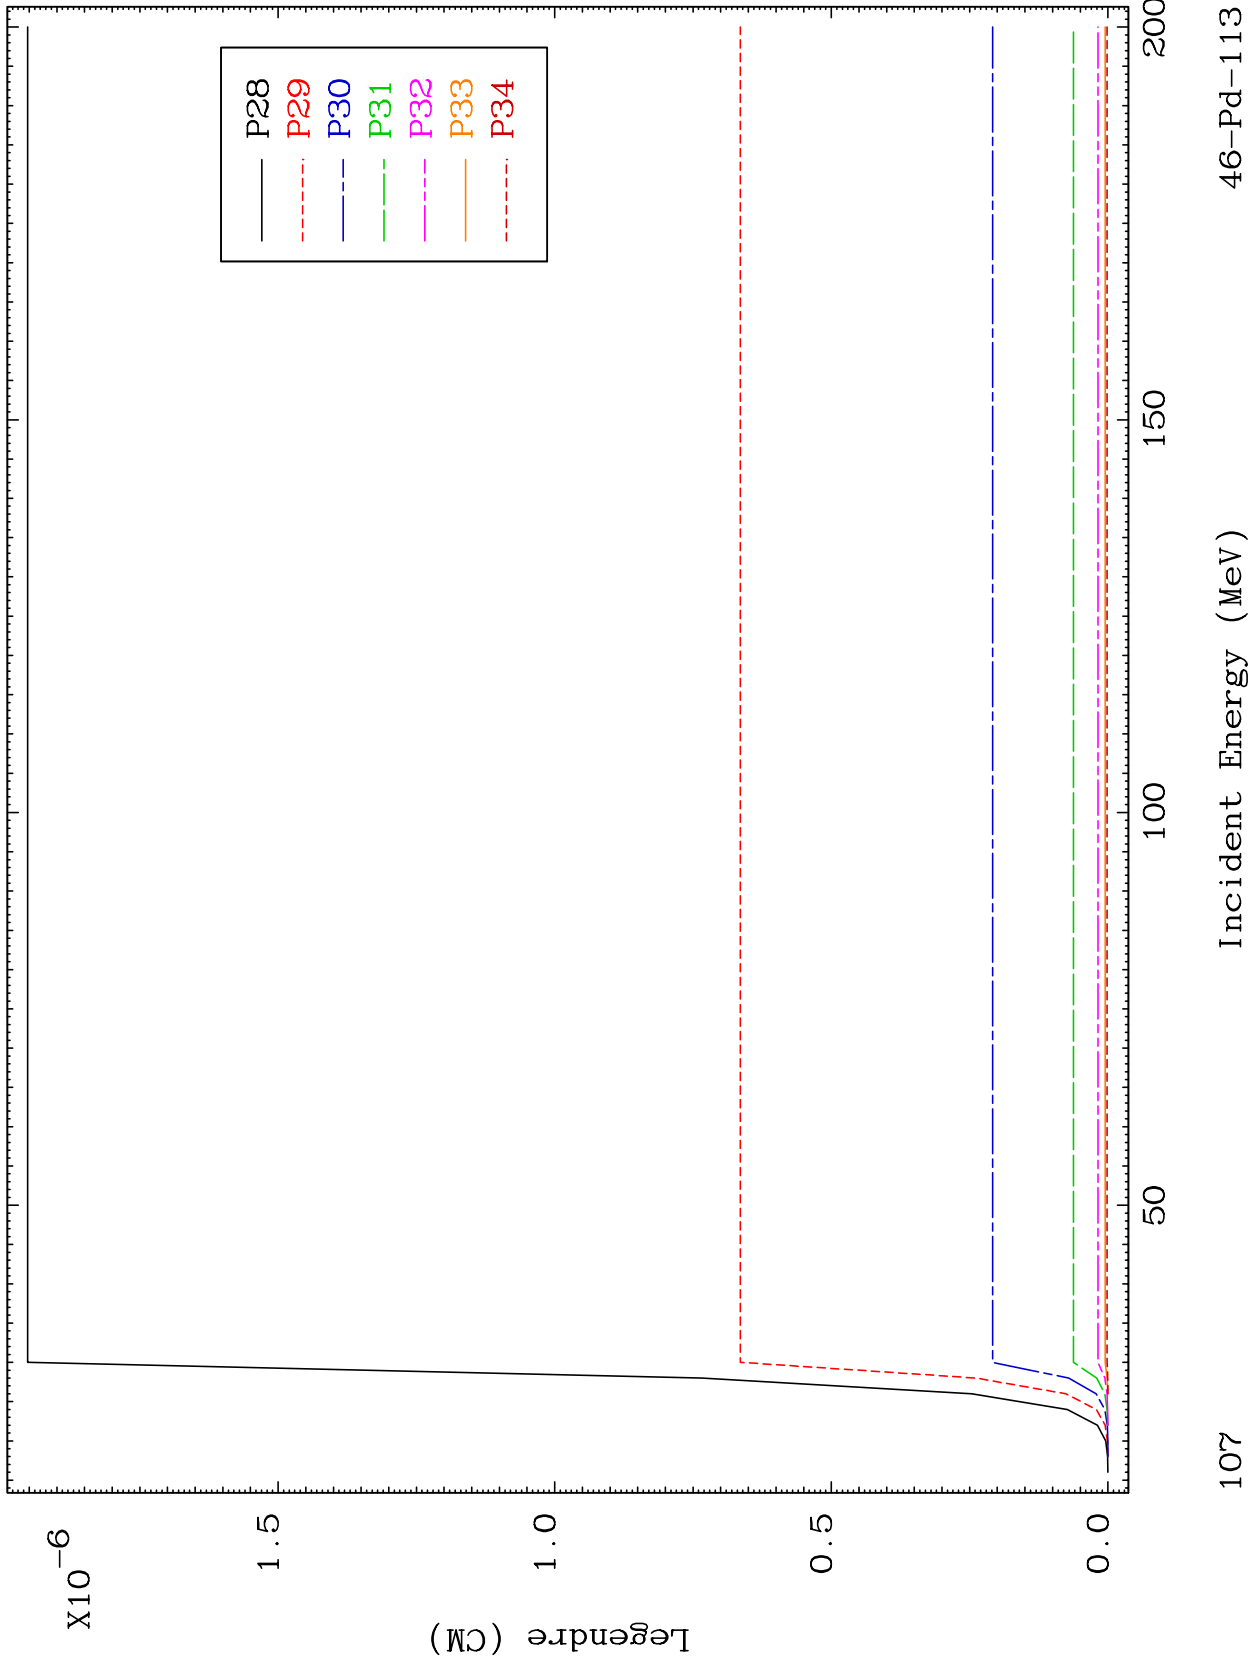 X10-6
Legendre (CM)
1.5
1.0
0.5
0.0
P28
P29
P30
P31
P32
P33
P34
50
100
150
200
Incident Energy (MeV)
107
46-Pd-113